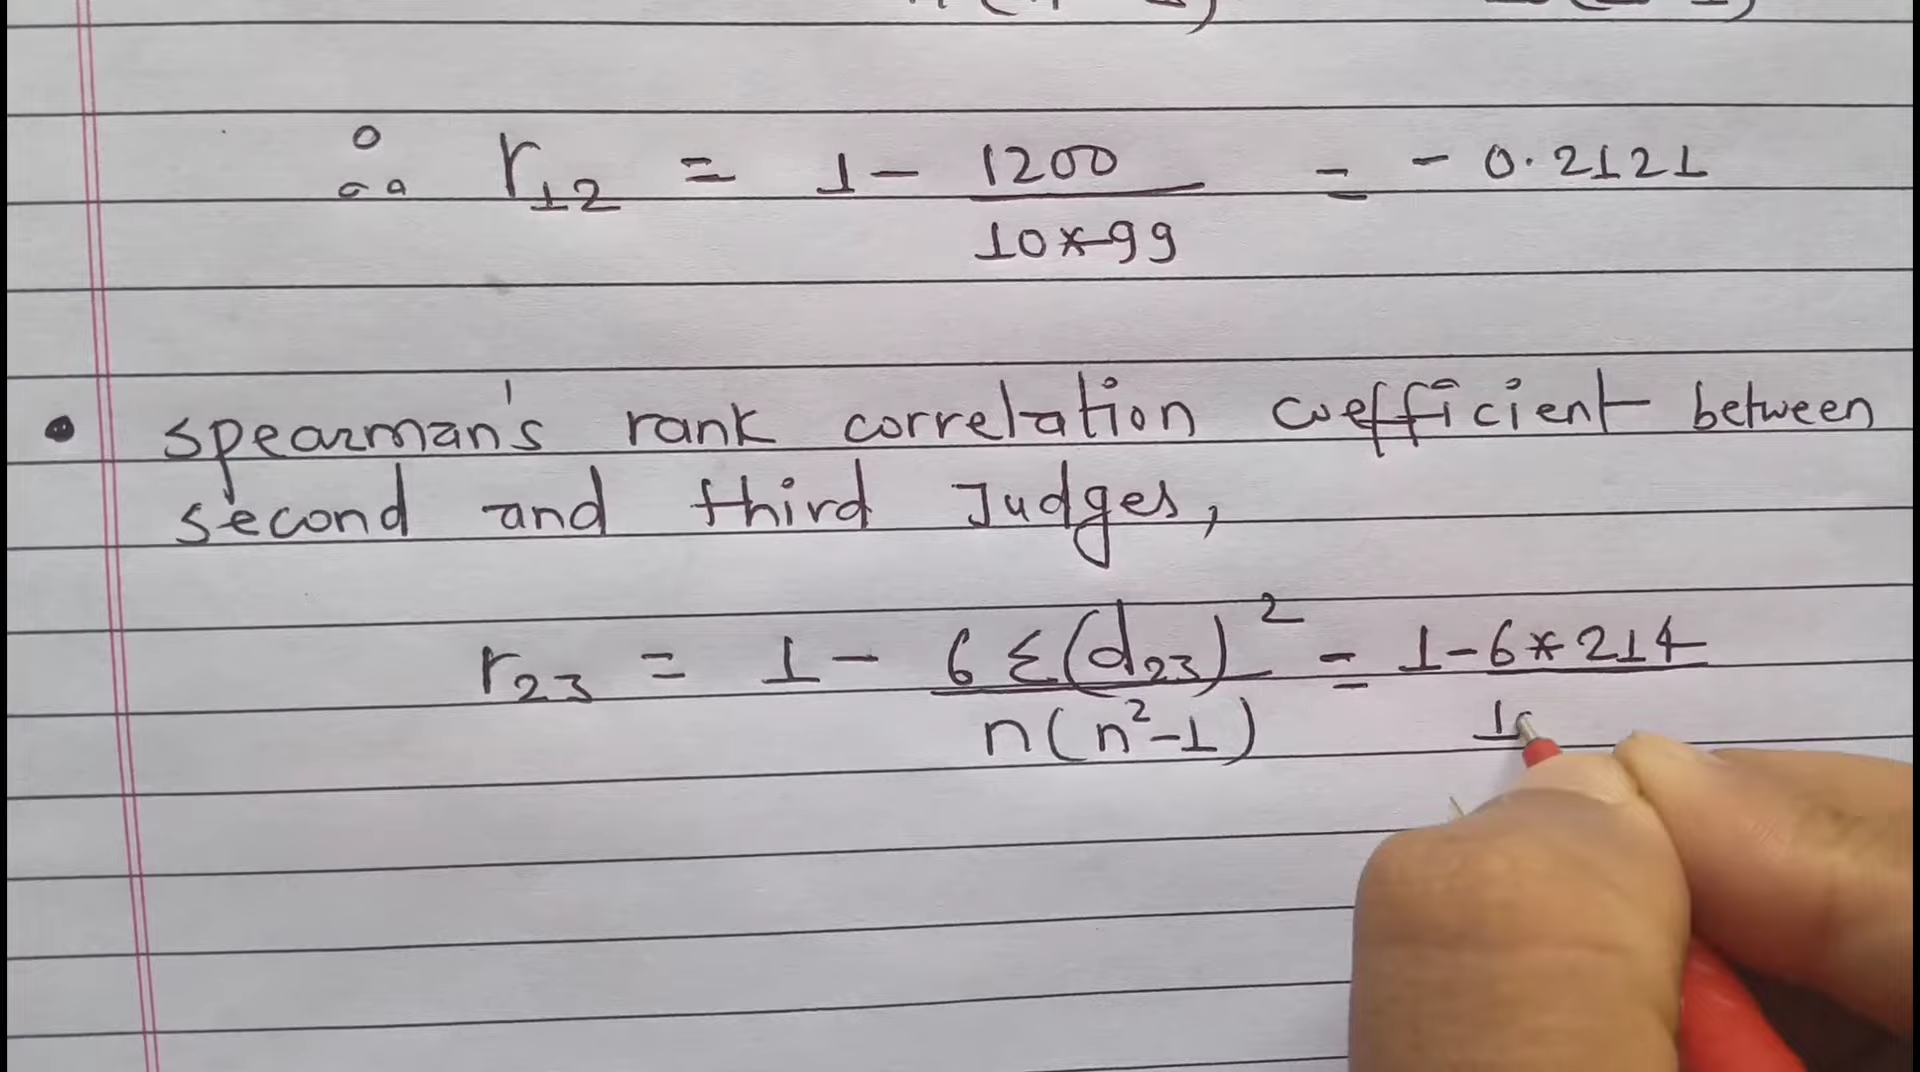 ∴ r₁₂ = 1 - 1200 / 10*99 = - 0.2121
• spearman's rank correlation coefficient between
second and third Judges,
r₂₃ = 1 - 6 Σ(d₂₃)² / n(n²-1) = 1-6*214 / 10